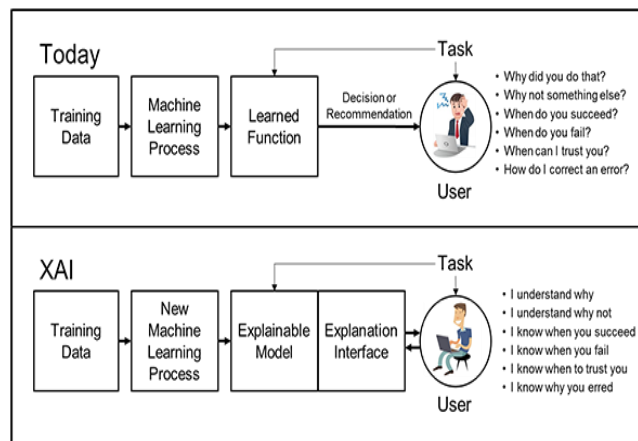 Today
Task
Training
Data
Machine
Learning
Process
Learned
Function
Decision or
Recommendation
User
• Why did you do that?
• Why not something else?
• When do you succeed?
• When do you fail?
• When can I trust you?
• How do I correct an error?
XAI
Task
Training
Data
New
Machine
Learning
Process
Explainable
Model
Explanation
Interface
User
• I understand why
• I understand why not
• I know when you succeed
• I know when you fail
• I know when to trust you
• I know why you erred